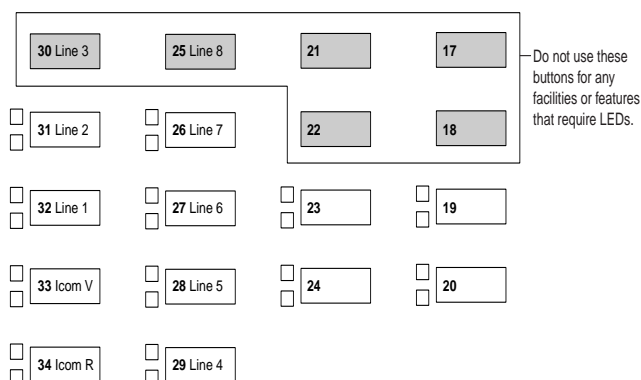 30 Line 3
25 Line 8
21
17
Do not use these
buttons for any
facilities or features
that require LEDs.
31 Line 2
26 Line 7
22
18
32 Line 1
27 Line 6
23
19
33 Icom V
28 Line 5
24
20
34 Icom R
29 Line 4